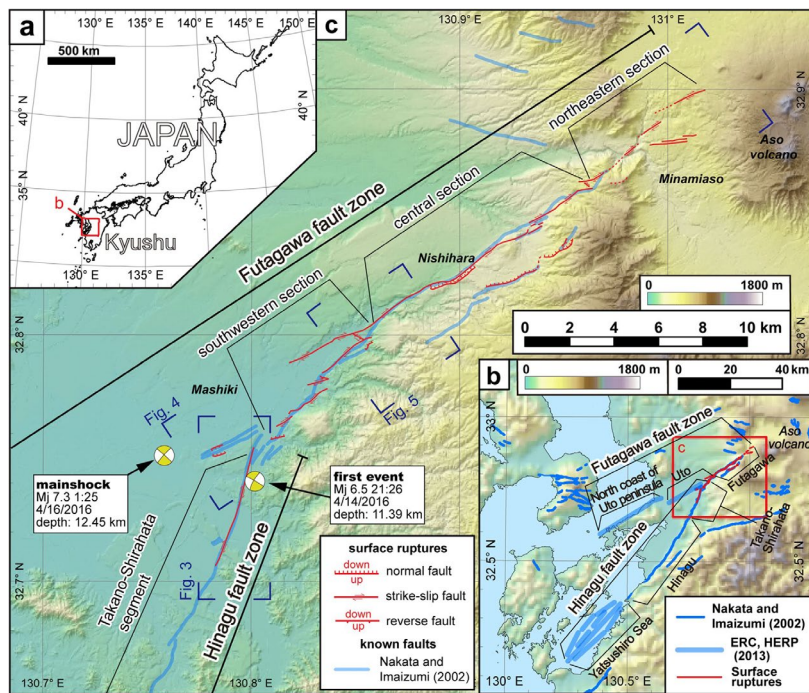 a
130° E
135° E
140° E
145° E
150° E
500 km
40° N
40° N
35° N
35° N
JAPAN
b
Kyushu
130° E
135° E
140° E
c
130.9° E
131° E
32.9° N
32.8° N
32.8° N
32.7° N
130.7° E
130.8° E
northeastern section
Aso
volcano
Minamiaso
central section
Futagawa fault zone
Nishihara
southwestern section
Mashiki
Fig. 4
Fig. 5
Fig. 3
1800 m
0 2 4 6 8 10 km
mainshock
Mj 7.3 1:25
4/16/2016
depth: 12.45 km
first event
Mj 6.5 21:26
4/14/2016
depth: 11.39 km
Takano-Shirahata
segment
Hinagu fault zone
surface ruptures
down
up
normal fault
strike-slip fault
down
up
reverse fault
known faults
Nakata and
Imaizumi (2002)
b
1800 m
0 20 40 km
33° N
33° N
32.5° N
32.5° N
130° E
130.5° E
131° E
c
Aso
volcano
Futagawa fault zone
North coast of
Uto peninsula
Uto
Futagawa
Takano-
Shirahata
Hinagu
Hinagu fault zone
Yatsushiro Sea
Nakata and
Imaizumi (2002)
ERC, HERP
(2013)
Surface
ruptures